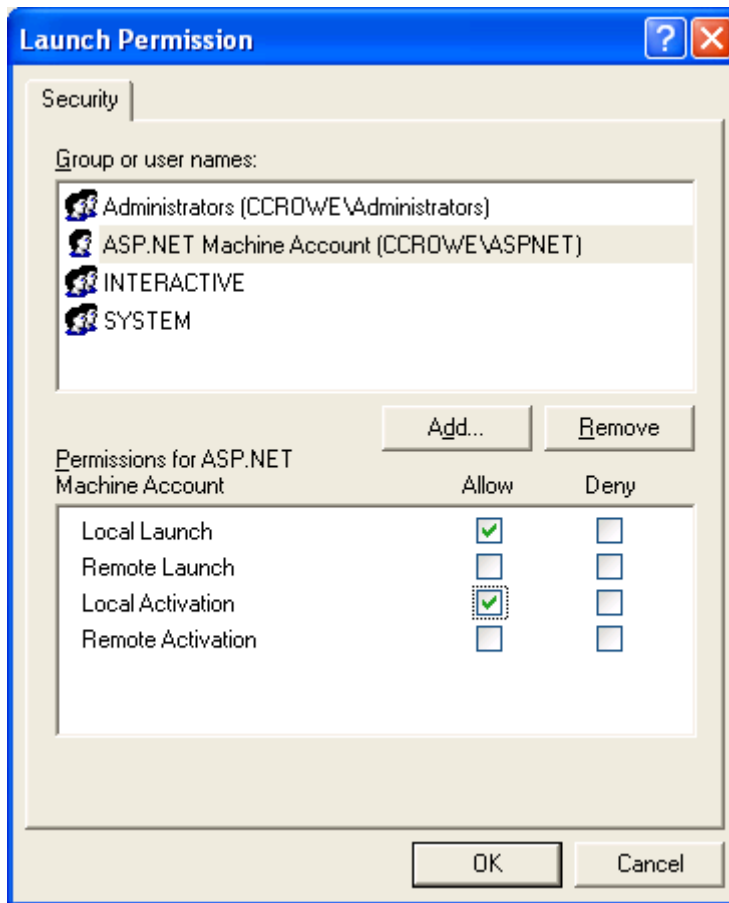 Launch Permission
Security
Group or user names:
Administrators (CCROWE\Administrators)
ASP.NET Machine Account (CCROWE\ASPNET)
INTERACTIVE
SYSTEM
Add... Remove
Permissions for ASP.NET
Machine Account Allow Deny
Local Launch
Remote Launch
Local Activation
Remote Activation
OK Cancel